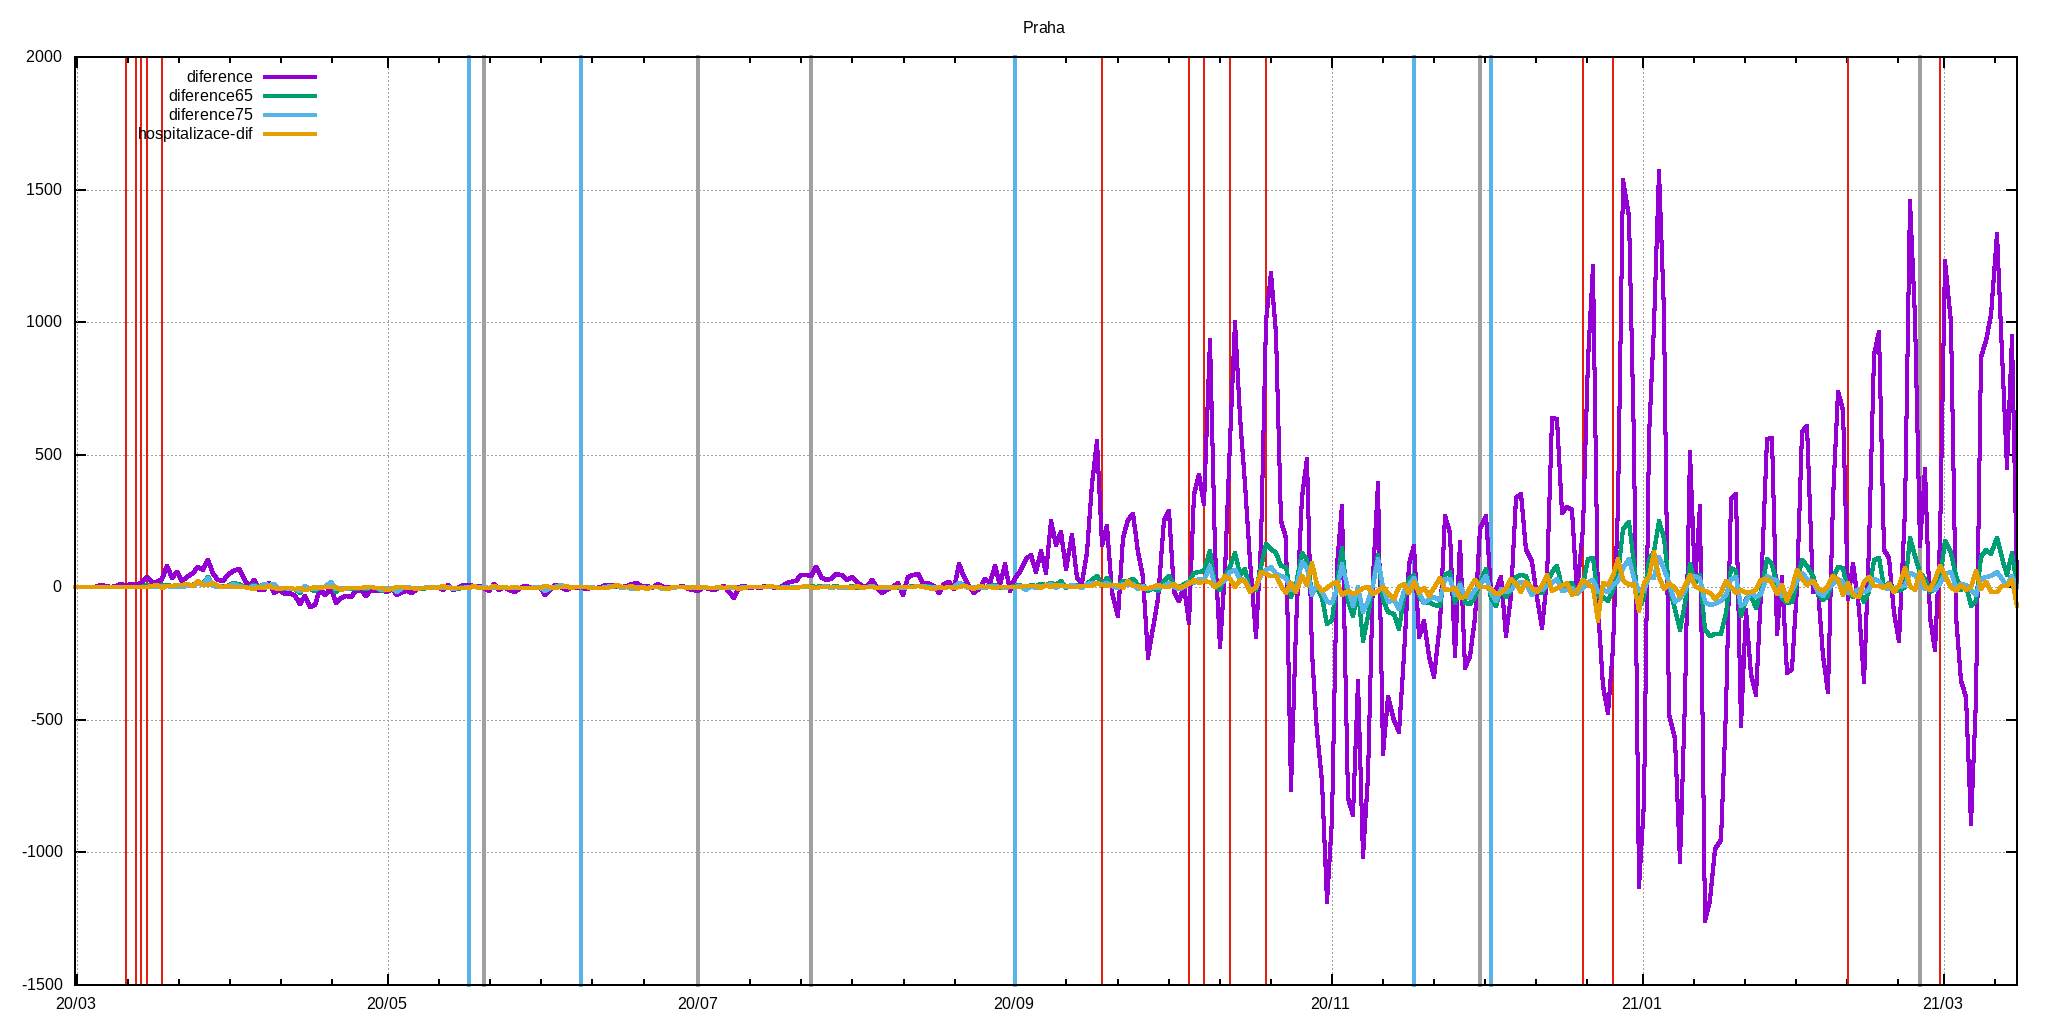 Praha
2000
diference
diference65
diference75
hospitalizace-dif
1500
1000
500
0
-500
-1000
-1500
20/03 20/05 20/07 20/09 20/11 21/01 21/03